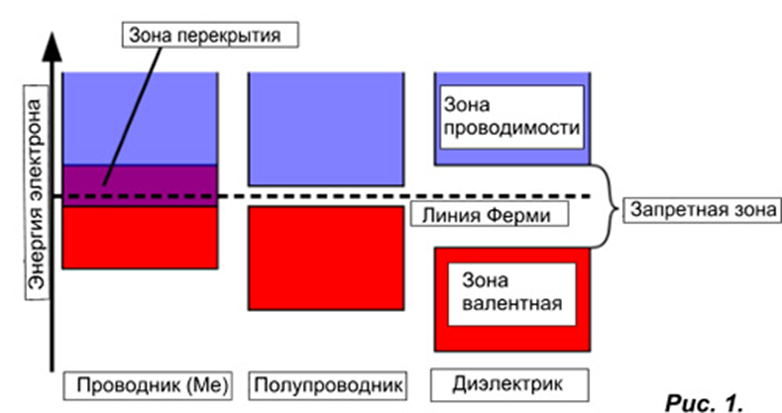 Зона перекрытия
Энергия электрона
Зона
проводимости
Линия Ферми
Запретная зона
Зона
валентная
Проводник (Ме)
Полупроводник
Диэлектрик
Рис. 1.